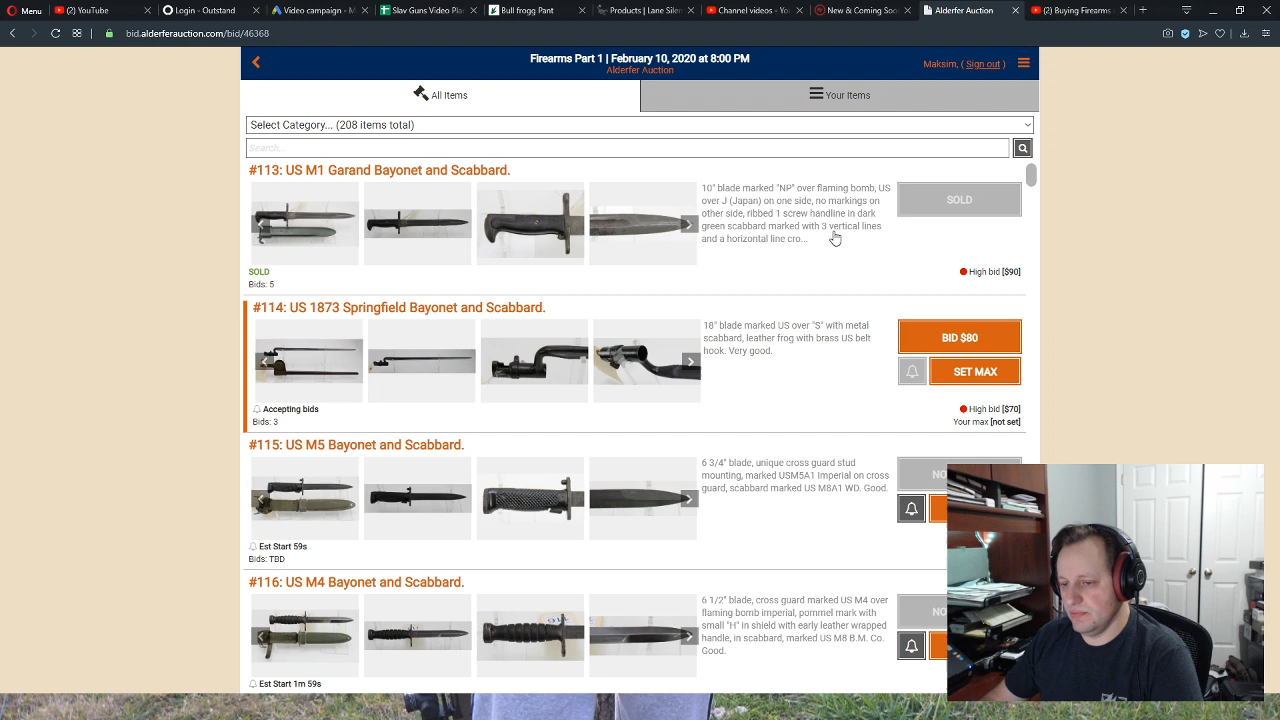 Menu
(2) YouTube
Login - Outstand
Video campaign - M
Slav Guns Video Plan
Bull frogg Pant
Products | Lane Silen
Channel videos - Yo
New & Coming Soo
Alderfer Auction
(2) Buying Firearms
bid.alderferauction.com/bid/46368
Firearms Part 1 | February 10, 2020 at 8:00 PM
Alderfer Auction
Maksim, ( Sign out )
All Items
Your Items
Select Category... (208 items total)
Search...
#113: US M1 Garand Bayonet and Scabbard.
10" blade marked "NP" over flaming bomb, US
over J (Japan) on one side, no markings on
other side, ribbed 1 screw handline in dark
green scabbard marked with 3 vertical lines
and a horizontal line cro...
SOLD
SOLD
Bids: 5
High bid [$90]
#114: US 1873 Springfield Bayonet and Scabbard.
18" blade marked US over "S" with metal
scabbard, leather frog with brass US belt
hook. Very good.
BID $80
SET MAX
Accepting bids
Bids: 3
High bid [$70]
Your max [not set]
#115: US M5 Bayonet and Scabbard.
6 3/4" blade, unique cross guard stud
mounting, marked USM5A1 Imperial on cross
guard, scabbard marked US M8A1 WD. Good.
NO
Est Start 59s
Bids: TBD
#116: US M4 Bayonet and Scabbard.
6 1/2" blade, cross guard marked US M4 over
flaming bomb imperial, pommel mark with
small "H" in shield with early leather wrapped
handle, in scabbard, marked US M8 B.M. Co.
Good.
NO
Est Start 1m 59s